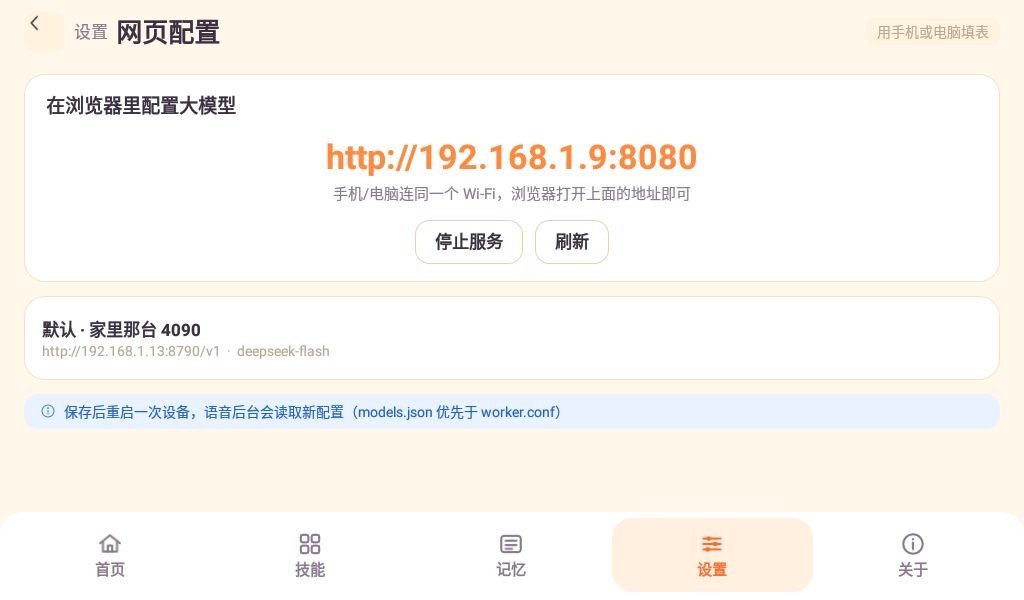 设置 网页配置
用手机或电脑填表
在浏览器里配置大模型
http://192.168.1.9:8080
手机/电脑连同一个 Wi-Fi，浏览器打开上面的地址即可
停止服务 刷新
默认 · 家里那台 4090
http://192.168.1.13:8790/v1 · deepseek-flash
保存后重启一次设备，语音后台会读取新配置（models.json 优先于 worker.conf）
首页 技能 记忆 设置 关于